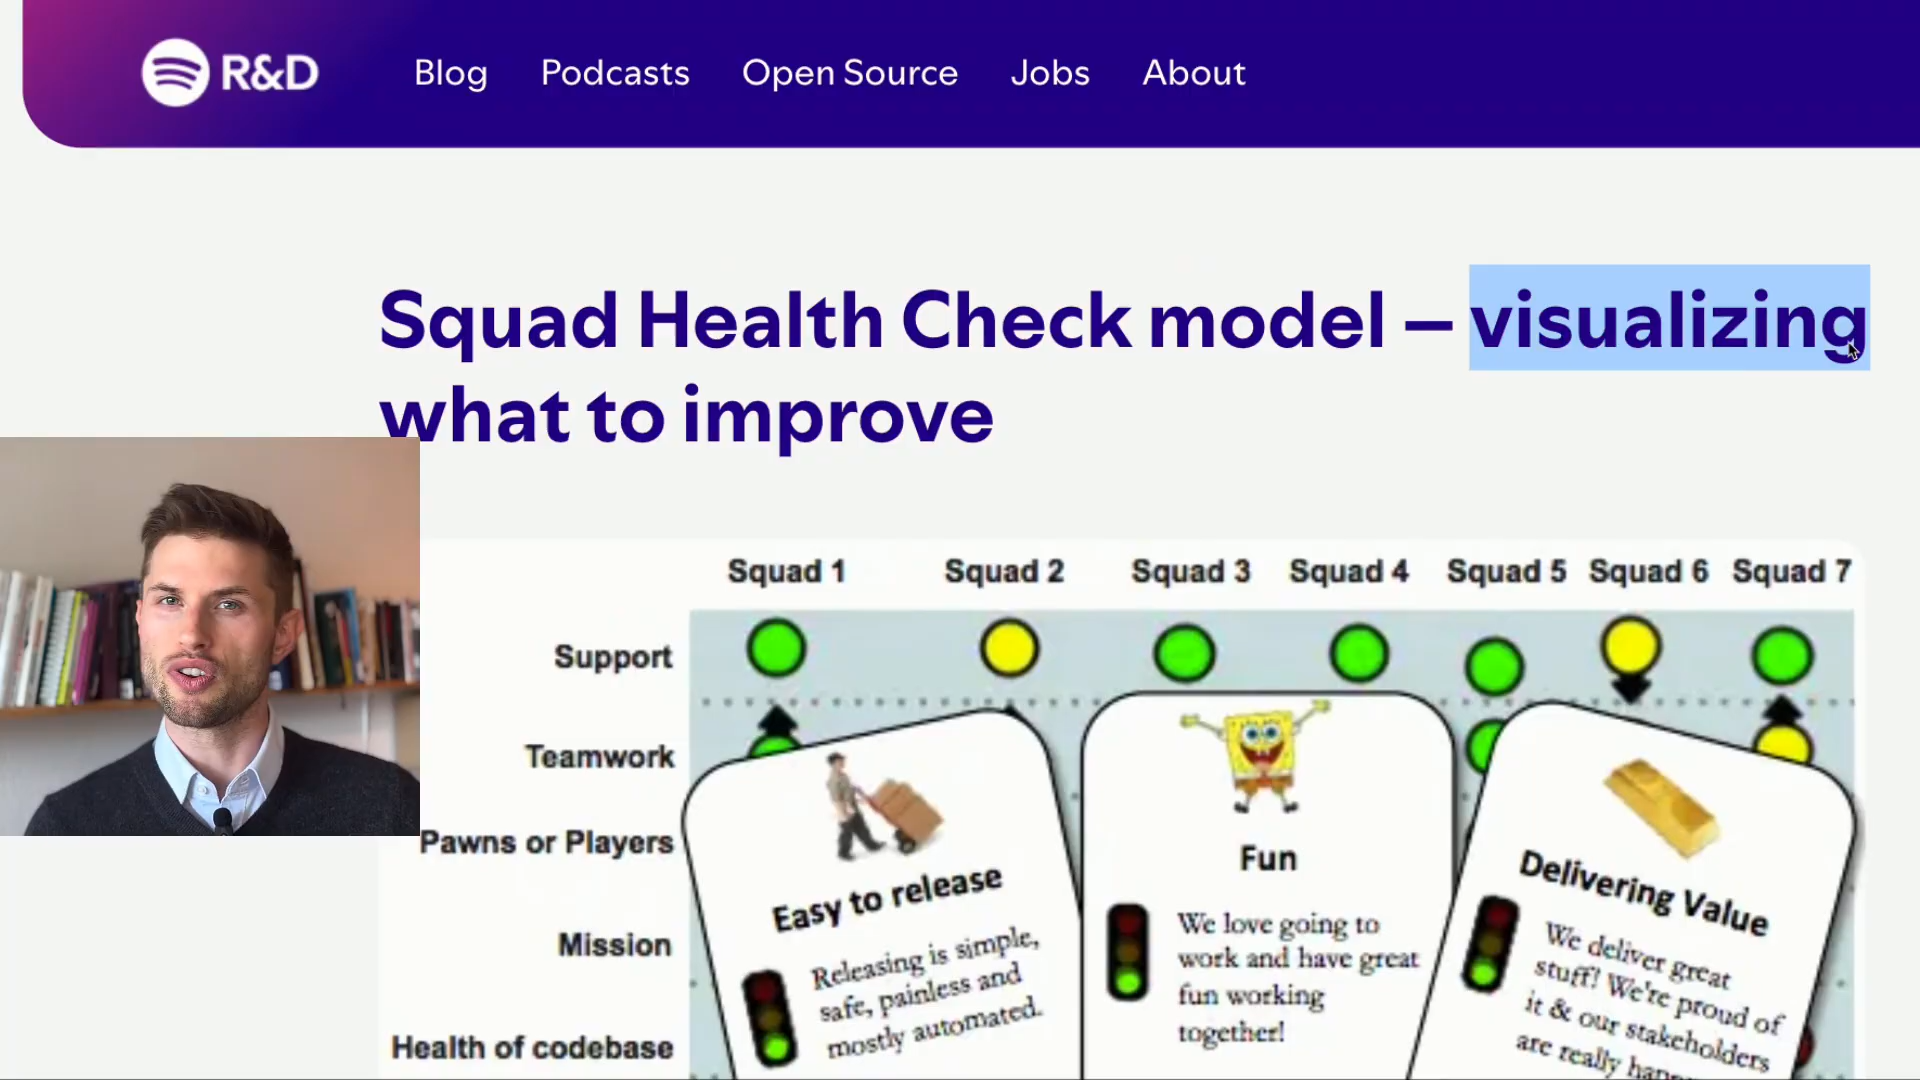 R&D Blog Podcasts Open Source Jobs About
Squad Health Check model – visualizing
what to improve
Squad 1 Squad 2 Squad 3 Squad 4 Squad 5 Squad 6 Squad 7
Support
Teamwork
Pawns or Players
Mission
Health of codebase
Easy to release
Releasing is simple,
safe, painless and
mostly automated.
Fun
We love going to
work and have great
fun working
together!
Delivering Value
We deliver great
stuff! We're proud of
it & our stakeholders
are really